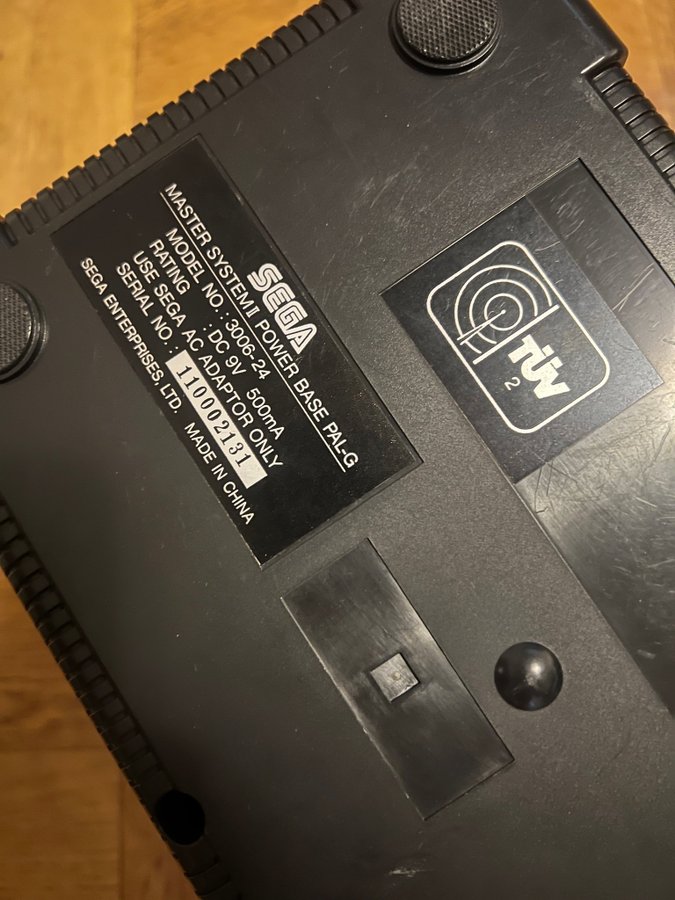 SEGA
MASTER SYSTEM II POWER BASE PAL-G
MODEL NO.: 3006-24
RATING : DC 9V 500mA
USE SEGA AC ADAPTOR ONLY
SERIAL NO.: 110002131
SEGA ENTERPRISES, LTD. MADE IN CHINA
TÜV
2